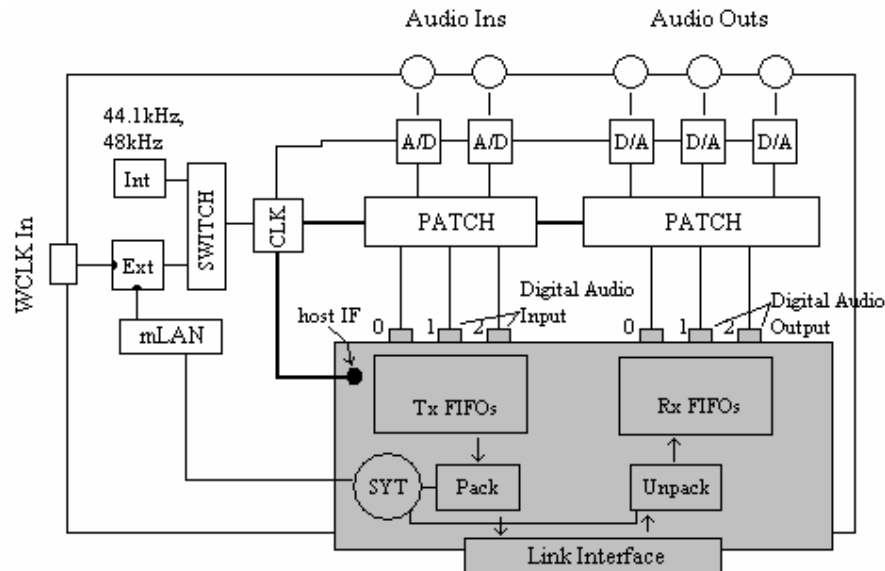 Audio Ins
Audio Outs
44.1kHz,
48kHz
A/D
A/D
D/A
D/A
D/A
Int
SWITCH
CLK
PATCH
PATCH
WCLK In
Ext
Digital Audio
Input
Digital Audio
Output
host IF
0
1
2
0
1
2
mLAN
Tx FIFOs
Rx FIFOs
SYT
Pack
Unpack
Link Interface